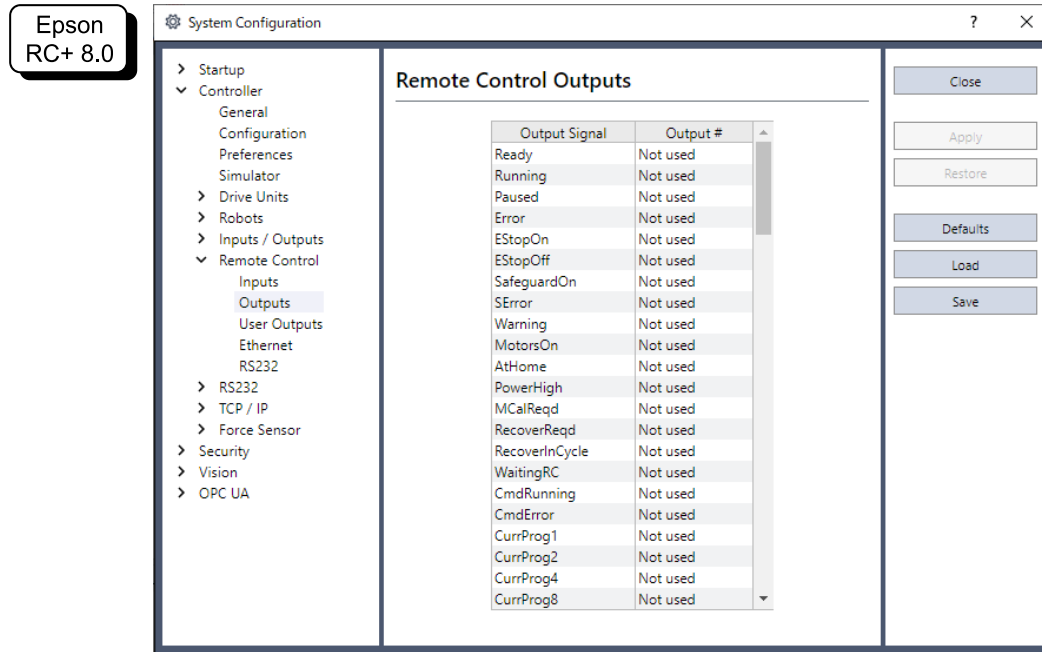 Epson
RC+ 8.0
System Configuration
?
Startup
Controller
General
Configuration
Preferences
Simulator
Drive Units
Robots
Inputs / Outputs
Remote Control
Inputs
Outputs
User Outputs
Ethernet
RS232
RS232
TCP / IP
Force Sensor
Security
Vision
OPC UA
Remote Control Outputs
Output Signal Output #
Ready Not used
Running Not used
Paused Not used
Error Not used
EStopOn Not used
EStopOff Not used
SafeguardOn Not used
SError Not used
Warning Not used
MotorsOn Not used
AtHome Not used
PowerHigh Not used
MCalReqd Not used
RecoverReqd Not used
RecoverInCycle Not used
WaitingRC Not used
CmdRunning Not used
CmdError Not used
CurrProg1 Not used
CurrProg2 Not used
CurrProg4 Not used
CurrProg8 Not used
Close
Apply
Restore
Defaults
Load
Save